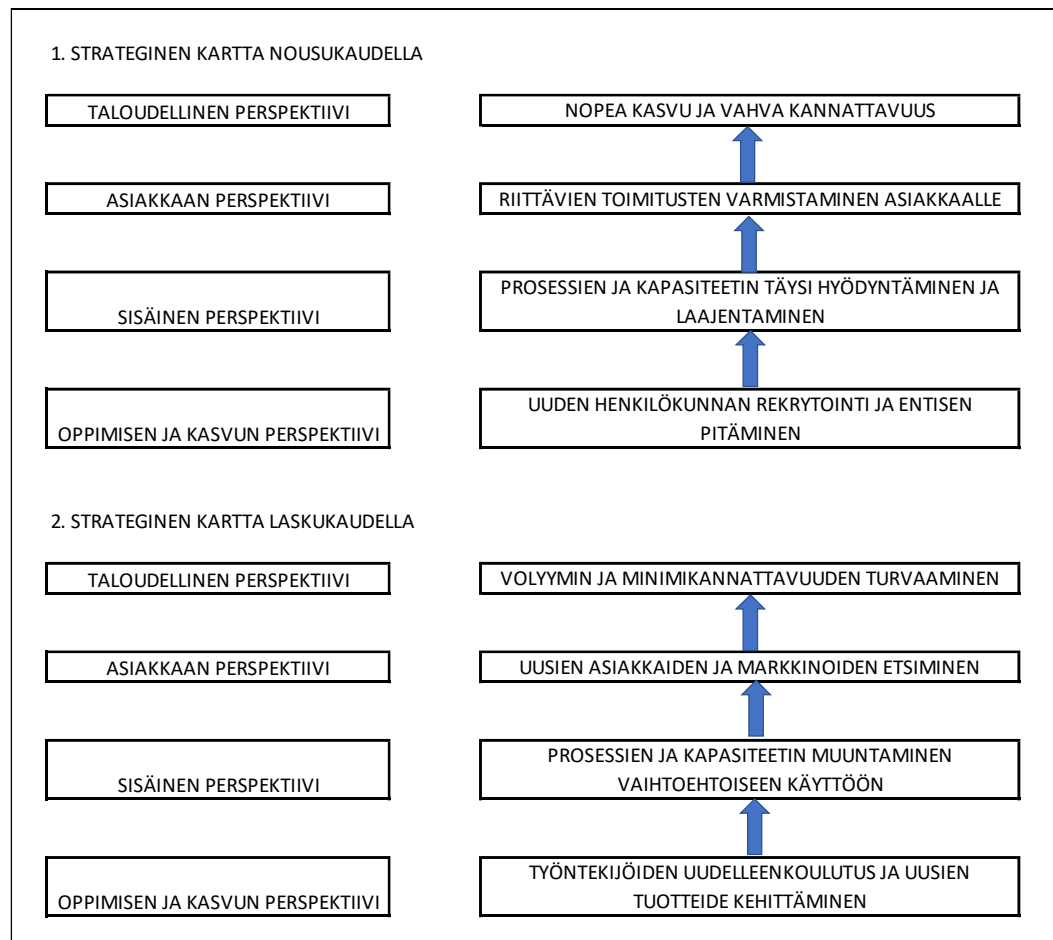 1. STRATEGINEN KARTTA NOUSUKAUDELLA
TALOUDELLINEN PERSPEKTIIVI
NOPEA KASVU JA VAHVA KANNATTAVUUS
ASIAKKAAN PERSPEKTIIVI
RIITTÄVIEN TOIMITUSTEN VARMISTAMINEN ASIAKKAALLE
SISÄINEN PERSPEKTIIVI
PROSESSIEN JA KAPASITEETIN TÄYSI HYÖDYNTÄMINEN JA
LAAJENTAMINEN
OPPIMISEN JA KASVUN PERSPEKTIIVI
UUDEN HENKILÖKUNNAN REKRYTOINTI JA ENTISEN
PITÄMINEN
2. STRATEGINEN KARTTA LASKUKAUDELLA
TALOUDELLINEN PERSPEKTIIVI
VOLYYMIN JA MINIMIKANNATTAVUUDEN TURVAAMINEN
ASIAKKAAN PERSPEKTIIVI
UUSIEN ASIAKKAIDEN JA MARKKINOIDEN ETSIMINEN
SISÄINEN PERSPEKTIIVI
PROSESSIEN JA KAPASITEETIN MUUNTAMINEN
VAIHTOEHTOISEEN KÄYTTÖÖN
OPPIMISEN JA KASVUN PERSPEKTIIVI
TYÖNTEKIJÖIDEN UUDELLEENKOULUTUS JA UUSIEN
TUOTTEIDE KEHITTÄMINEN